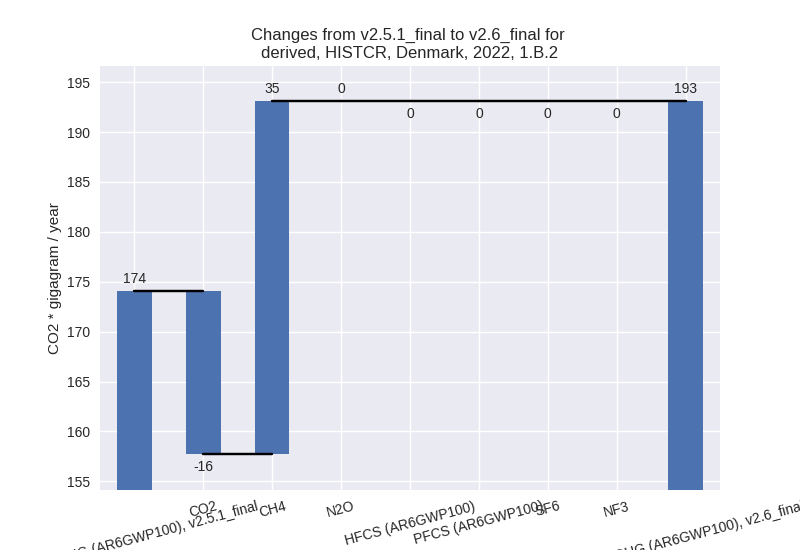 Changes from v2.5.1_final to v2.6_final for
derived, HISTCR, Denmark, 2022, 1.B.2
CO2 * gigagram / year
195
190
185
180
175
170
165
160
155
174
-16
35
0
0
0
0
0
193
(AR6GWP100), v2.5.1_final
CO2
CH4
N2O
HFCS (AR6GWP100)
PFCS (AR6GWP100)
SF6
NF3
(AR6GWP100), v2.6_final